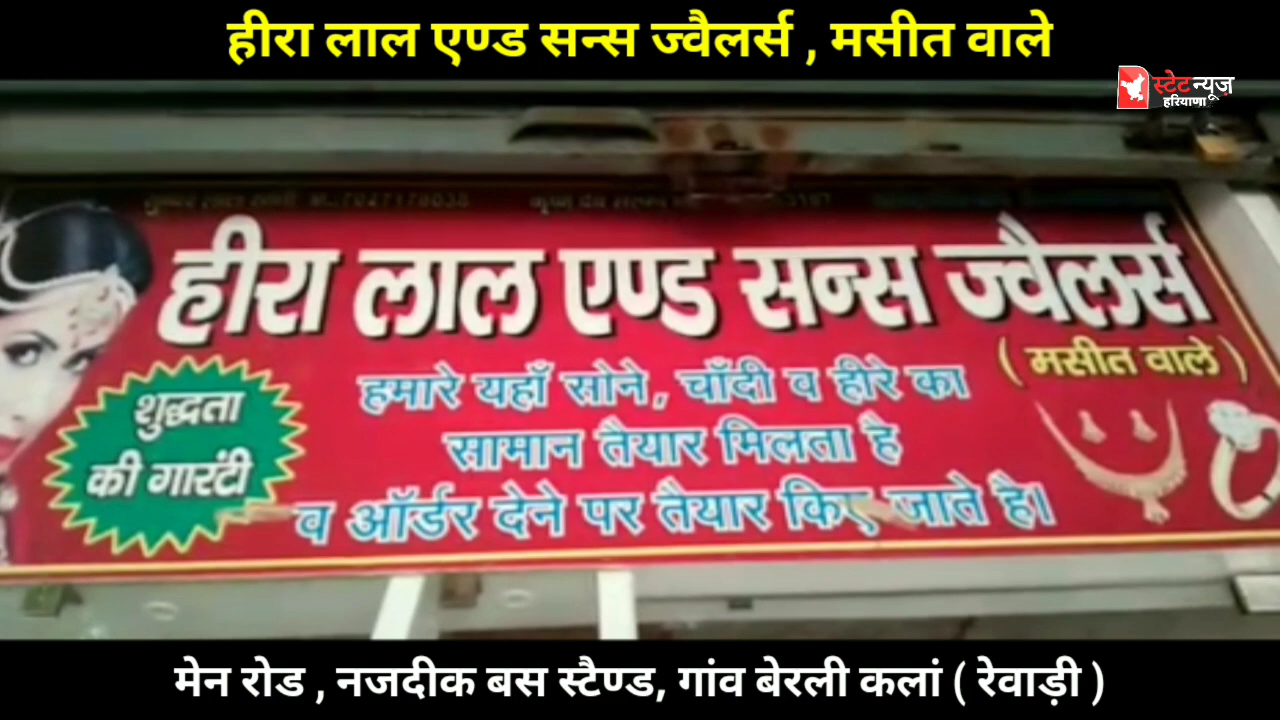 हीरा लाल एण्ड सन्स ज्वैलर्स , मसीत वाले
स्टेट न्यूज़
हरियाणा
हीरा लाल एण्ड सन्स ज्वैलर्स
( मसीत वाले )
हमारे यहाँ सोने , चाँदी व हीरे का
सामान तैयार मिलता है
व ऑर्डर देने पर तैयार किए जाते है।
शुद्धता
की गारंटी
मेन रोड , नजदीक बस स्टैण्ड, गांव बेरली कलां ( रेवाड़ी )